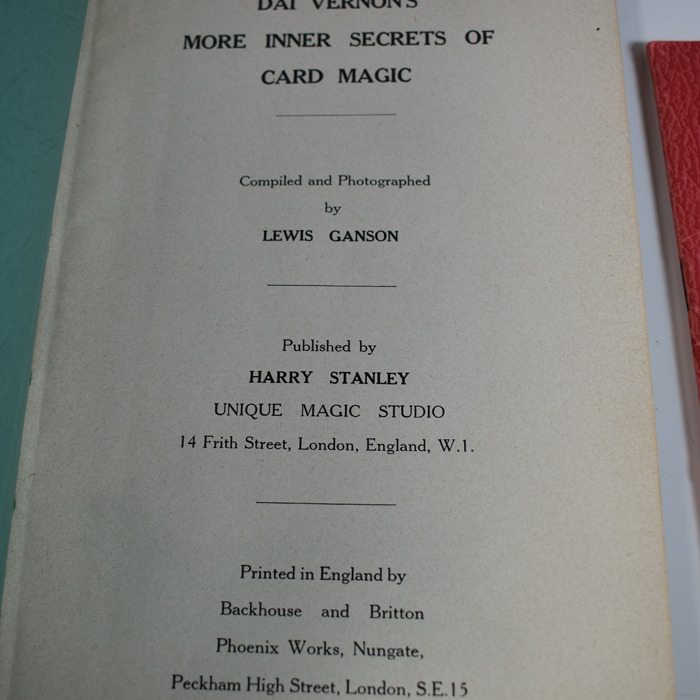 DAI VERNON'S
MORE INNER SECRETS OF
CARD MAGIC
Compiled and Photographed
by
LEWIS GANSON
Published by
HARRY STANLEY
UNIQUE MAGIC STUDIO
14 Frith Street, London, England, W.1.
Printed in England by
Backhouse and Britton
Phoenix Works, Nungate,
Peckham High Street, London, S.E.15